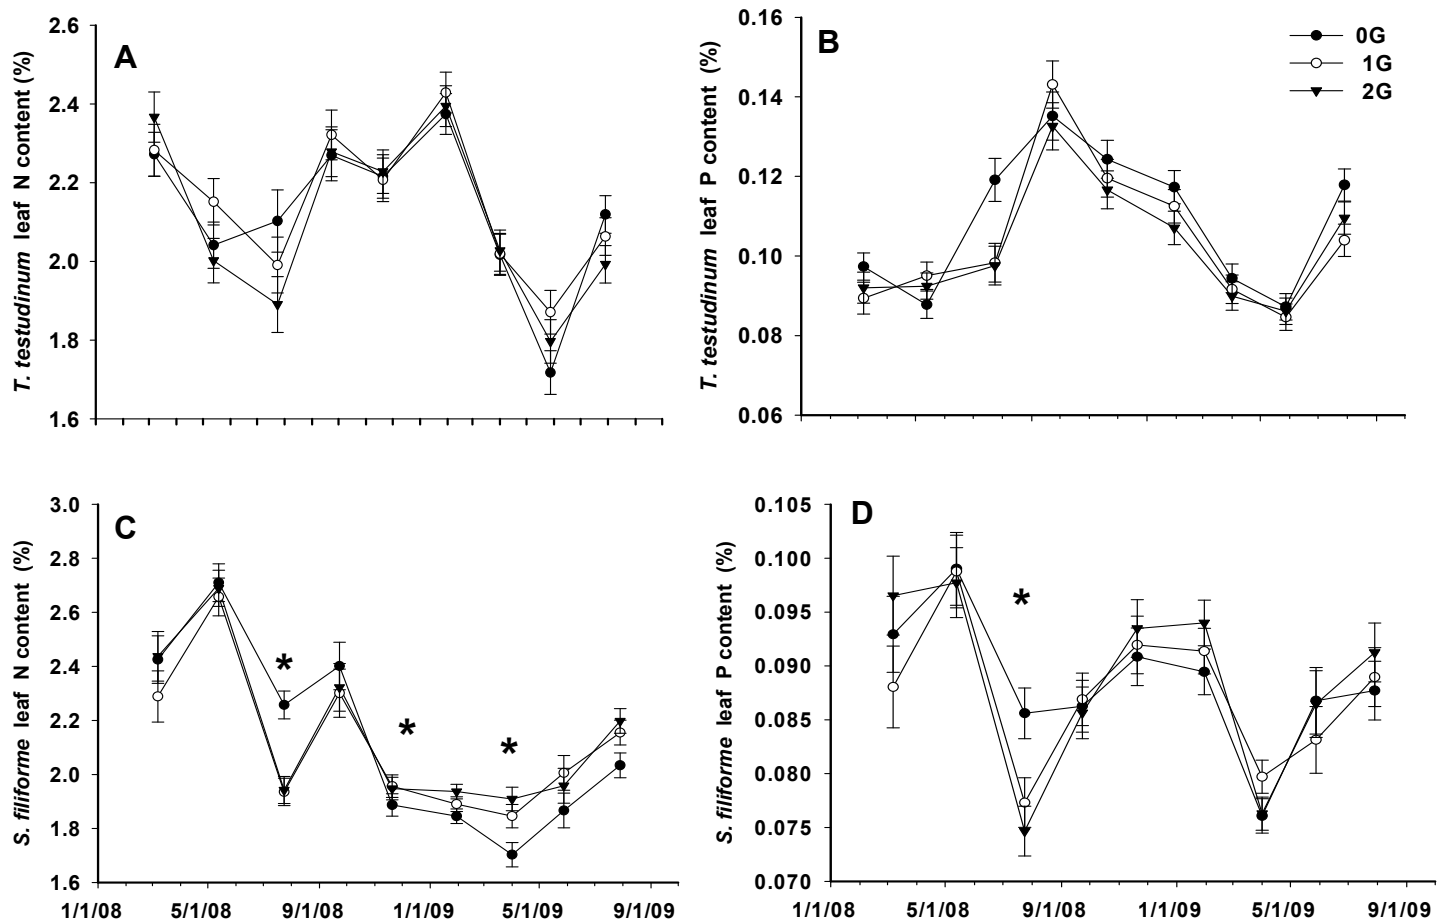 A
T. testudinum leaf N content (%)
2.6
2.4
2.2
2.0
1.8
1.6
B
0G
1G
2G
T. testudinum leaf P content (%)
0.16
0.14
0.12
0.10
0.08
0.06
C
S. filiforme leaf N content (%)
3.0
2.8
2.6
2.4
2.2
2.0
1.8
1.6
*
*
*
1/1/08 5/1/08 9/1/08 1/1/09 5/1/09 9/1/09
D
S. filiforme leaf P content (%)
0.105
0.100
0.095
0.090
0.085
0.080
0.075
0.070
*
1/1/08 5/1/08 9/1/08 1/1/09 5/1/09 9/1/09